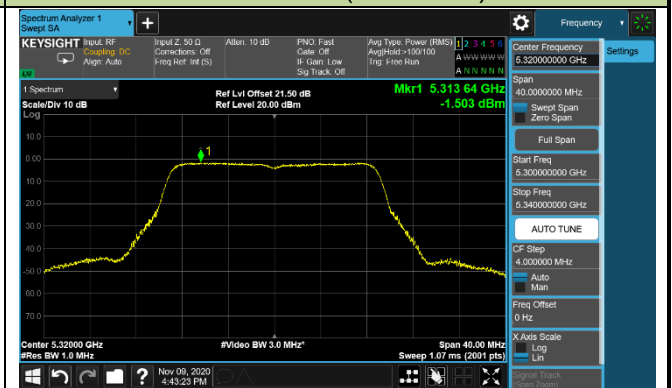 Spectrum Analyzer 1
Swept SA
Frequency
KEYSIGHT
Input: RF
Coupling: DC
Align: Auto
Input Z: 50 Ω
Corrections: Off
Freq Ref: Int (S)
Atten: 10 dB
PNO: Fast
Gate: Off
IF Gain: Low
Sig Track: Off
Avg Type: Power (RMS)
Avg|Hold:>100/100
Trig: Free Run
1 2 3 4 5 6
A W W W W W
A N N N N N
1 Spectrum
Scale/Div 10 dB
Log
Ref Lvl Offset 21.50 dB
Ref Level 20.00 dBm
Mkr1 5.313 64 GHz
-1.503 dBm
10.0
0.00
-10.0
-20.0
-30.0
-40.0
-50.0
-60.0
-70.0
1
Center 5.32000 GHz
#Res BW 1.0 MHz
#Video BW 3.0 MHz*
Span 40.00 MHz
Sweep 1.07 ms (2001 pts)
Nov 09, 2020
4:43:23 PM
Center Frequency
5.320000000 GHz
Settings
Span
40.0000000 MHz
Swept Span
Zero Span
Full Span
Start Freq
5.300000000 GHz
Stop Freq
5.340000000 GHz
AUTO TUNE
CF Step
4.000000 MHz
Auto
Man
Freq Offset
0 Hz
X Axis Scale
Log
Lin
Signal Track
(Span Zoom)